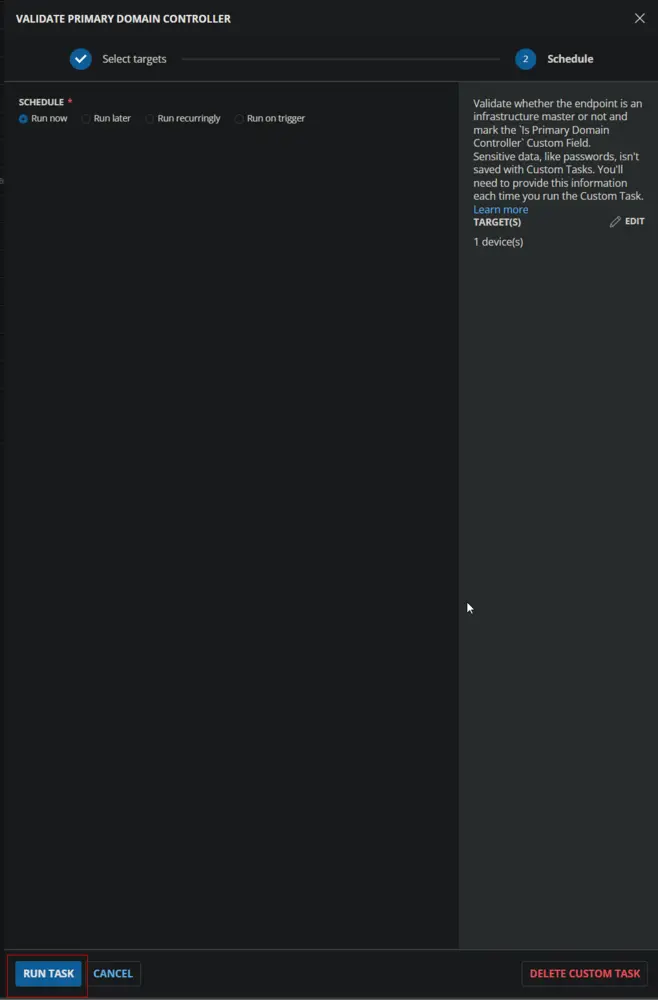 VALIDATE PRIMARY DOMAIN CONTROLLER
Select targets
2 Schedule
SCHEDULE *
Run now Run later Run recurringly Run on trigger
Validate whether the endpoint is an
infrastructure master or not and
mark the `Is Primary Domain
Controller` Custom Field.
Sensitive data, like passwords, isn't
saved with Custom Tasks. You'll
need to provide this information
each time you run the Custom Task.
Learn more
TARGET(S) EDIT
1 device(s)
RUN TASK CANCEL DELETE CUSTOM TASK